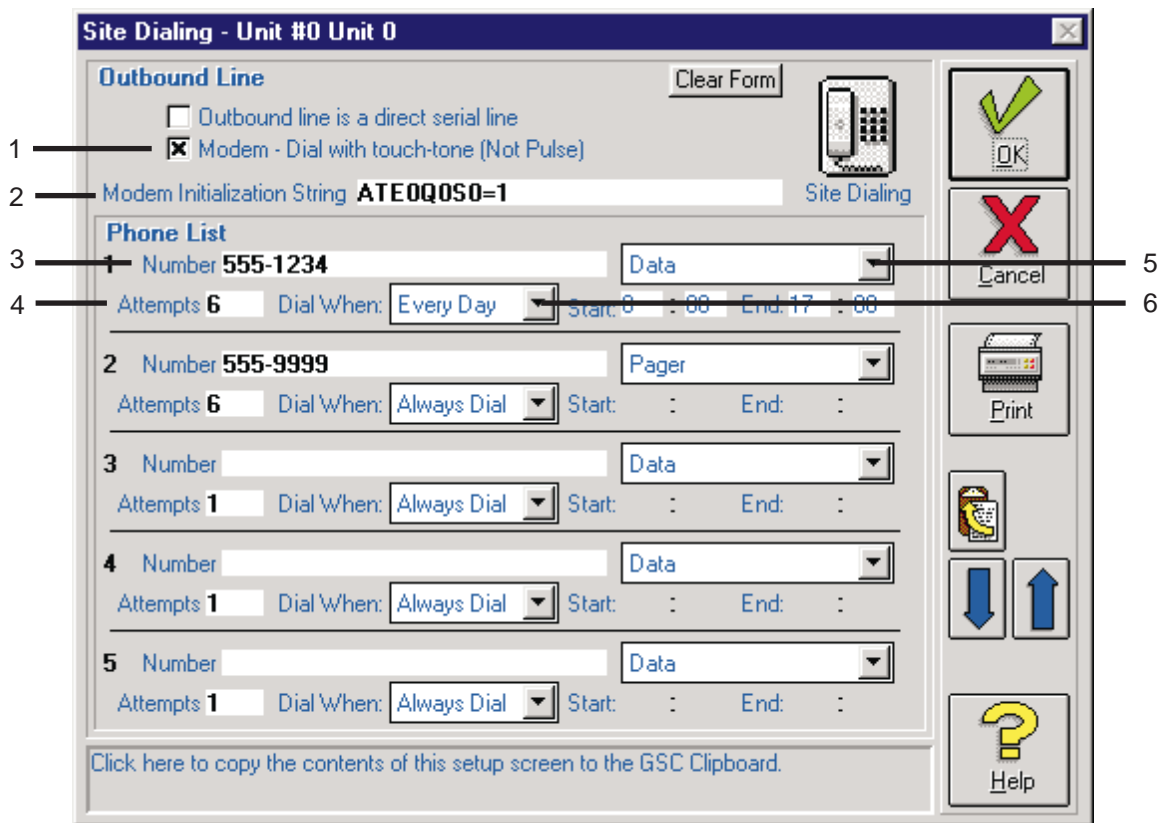 Site Dialing - Unit #0 Unit 0
Outbound Line
Clear Form
Outbound line is a direct serial line
1
Modem - Dial with touch-tone (Not Pulse)
OK
2
Modem Initialization String ATE0Q0S0=1
Site Dialing
Phone List
3
1 Number 555-1234 Data
5
Cancel
4
Attempts 6 Dial When: Every Day Start: 8 : 00 End: 17 : 00
6
2 Number 555-9999 Pager
Attempts 6 Dial When: Always Dial Start: : End: :
Print
3 Number Data
Attempts 1 Dial When: Always Dial Start: : End: :
4 Number Data
Attempts 1 Dial When: Always Dial Start: : End: :
5 Number Data
Attempts 1 Dial When: Always Dial Start: : End: :
Click here to copy the contents of this setup screen to the GSC Clipboard.
Help